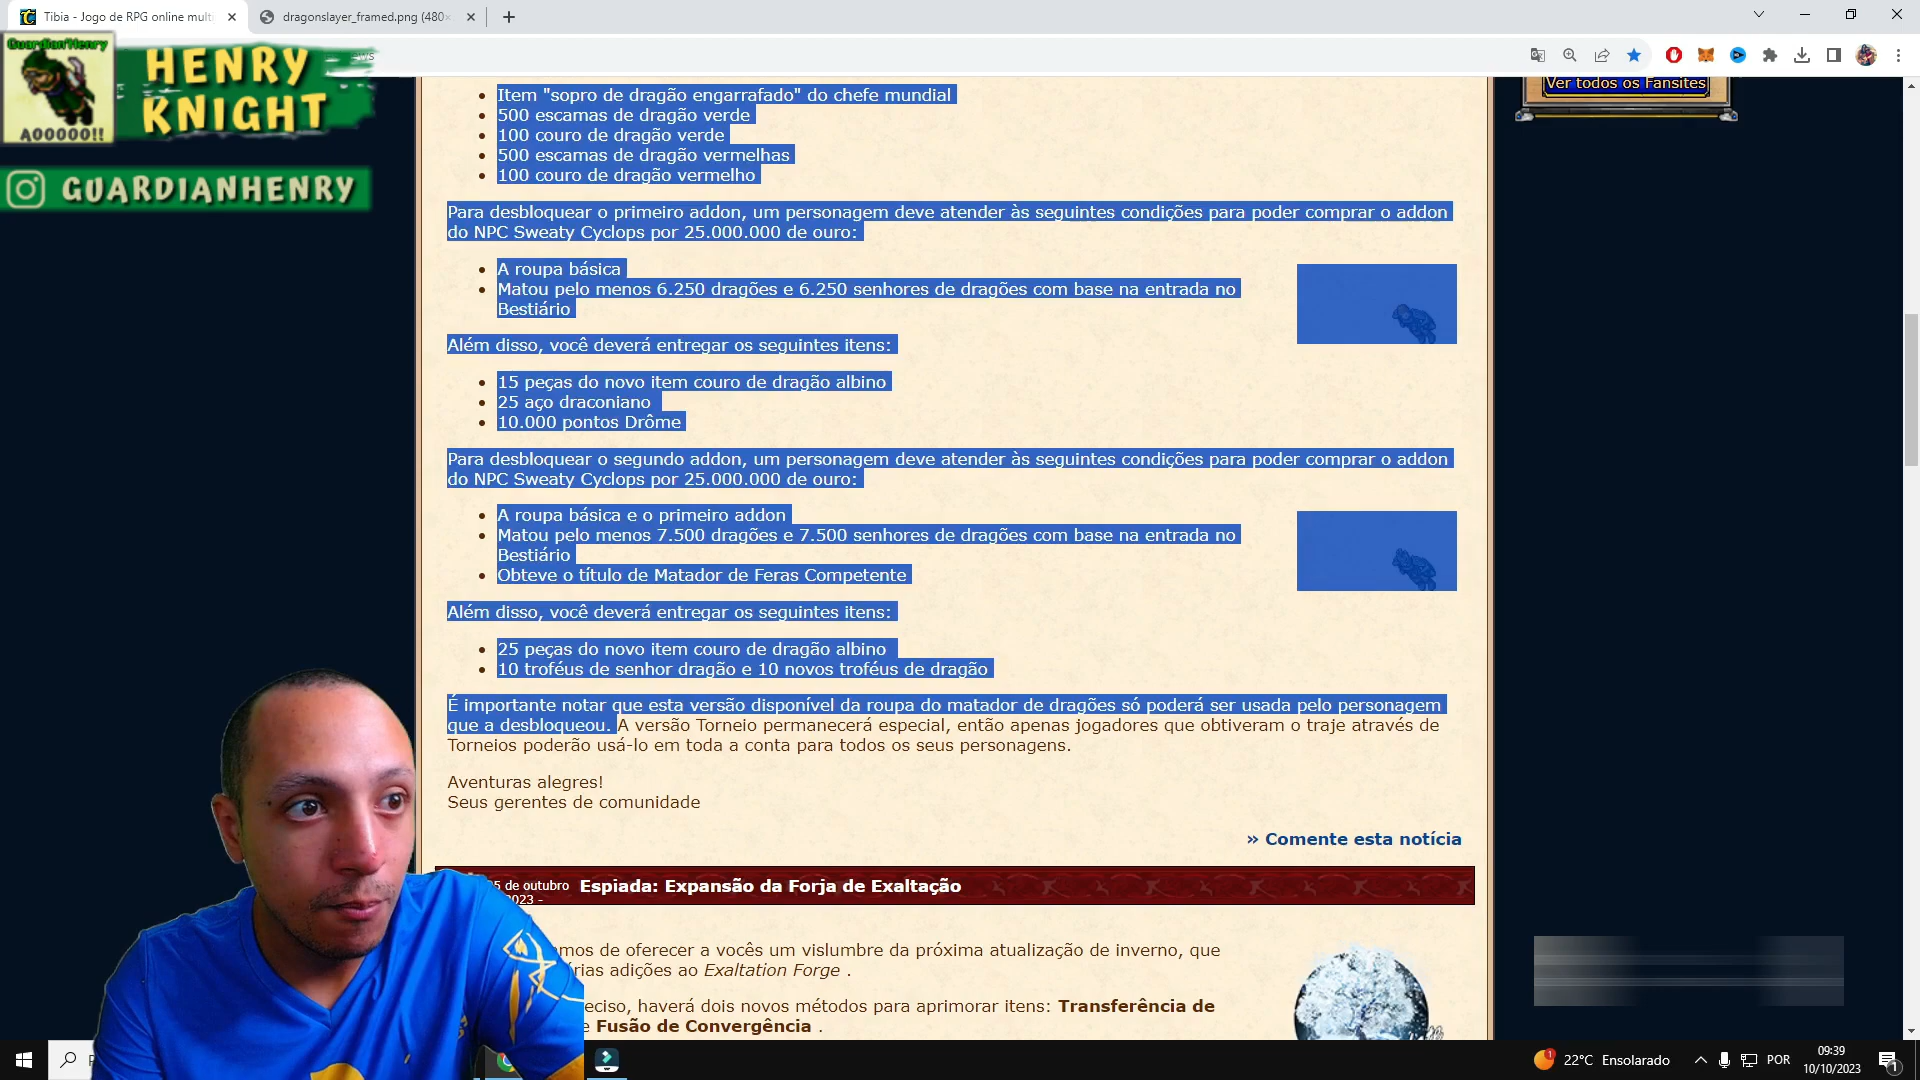 Tibia - Jogo de RPG online mult
dragonslayer_framed.png (480×
Guardian'Henry
AOOOOO!!
HENRY
KNIGHT
GUARDIANHENRY
Ver todos os Fansites
Item "sopro de dragão engarrafado" do chefe mundial
500 escamas de dragão verde
100 couro de dragão verde
500 escamas de dragão vermelhas
100 couro de dragão vermelho
Para desbloquear o primeiro addon, um personagem deve atender às seguintes condições para poder comprar o addon
do NPC Sweaty Cyclops por 25.000.000 de ouro:
A roupa básica
Matou pelo menos 6.250 dragões e 6.250 senhores de dragões com base na entrada no
Bestiário
Além disso, você deverá entregar os seguintes itens:
15 peças do novo item couro de dragão albino
25 aço draconiano
10.000 pontos Drôme
Para desbloquear o segundo addon, um personagem deve atender às seguintes condições para poder comprar o addon
do NPC Sweaty Cyclops por 25.000.000 de ouro:
A roupa básica e o primeiro addon
Matou pelo menos 7.500 dragões e 7.500 senhores de dragões com base na entrada no
Bestiário
Obteve o título de Matador de Feras Competente
Além disso, você deverá entregar os seguintes itens:
25 peças do novo item couro de dragão albino
10 troféus de senhor dragão e 10 novos troféus de dragão
É importante notar que esta versão disponível da roupa do matador de dragões só poderá ser usada pelo personagem
que a desbloqueou. A versão Torneio permanecerá especial, então apenas jogadores que obtiveram o traje através de
Torneios poderão usá-lo em toda a conta para todos os seus personagens.
Aventuras alegres!
Seus gerentes de comunidade
» Comente esta notícia
5 de outubro
2023 -
Espiada: Expansão da Forja de Exaltação
mos de oferecer a vocês um vislumbre da próxima atualização de inverno, que
rias adições ao Exaltation Forge .
eciso, haverá dois novos métodos para aprimorar itens: Transferência de
e Fusão de Convergência .
P
1
22°C Ensolarado
POR
09:39
10/10/2023
1